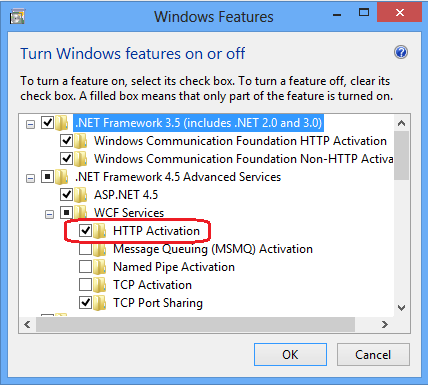 Windows Features
Turn Windows features on or off
To turn a feature on, select its check box. To turn a feature off, clear its
check box. A filled box means that only part of the feature is turned on.
.NET Framework 3.5 (includes .NET 2.0 and 3.0)
Windows Communication Foundation HTTP Activation
Windows Communication Foundation Non-HTTP Activa
.NET Framework 4.5 Advanced Services
ASP.NET 4.5
WCF Services
HTTP Activation
Message Queuing (MSMQ) Activation
Named Pipe Activation
TCP Activation
TCP Port Sharing
OK
Cancel